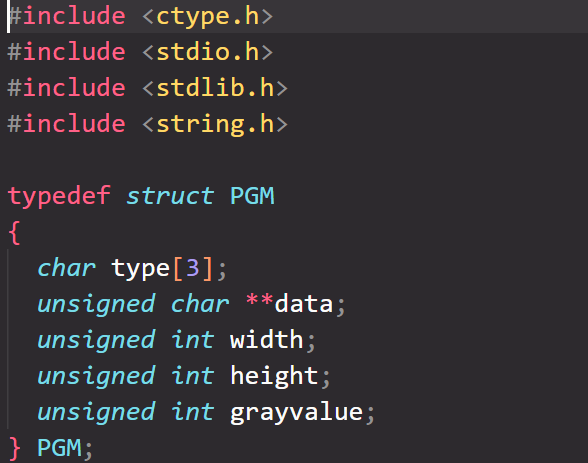 #include <ctype.h>
#include <stdio.h>
#include <stdlib.h>
#include <string.h>
typedef struct PGM
{
char type[3];
unsigned char **data;
unsigned int width;
unsigned int height;
unsigned int grayvalue;
} PGM;